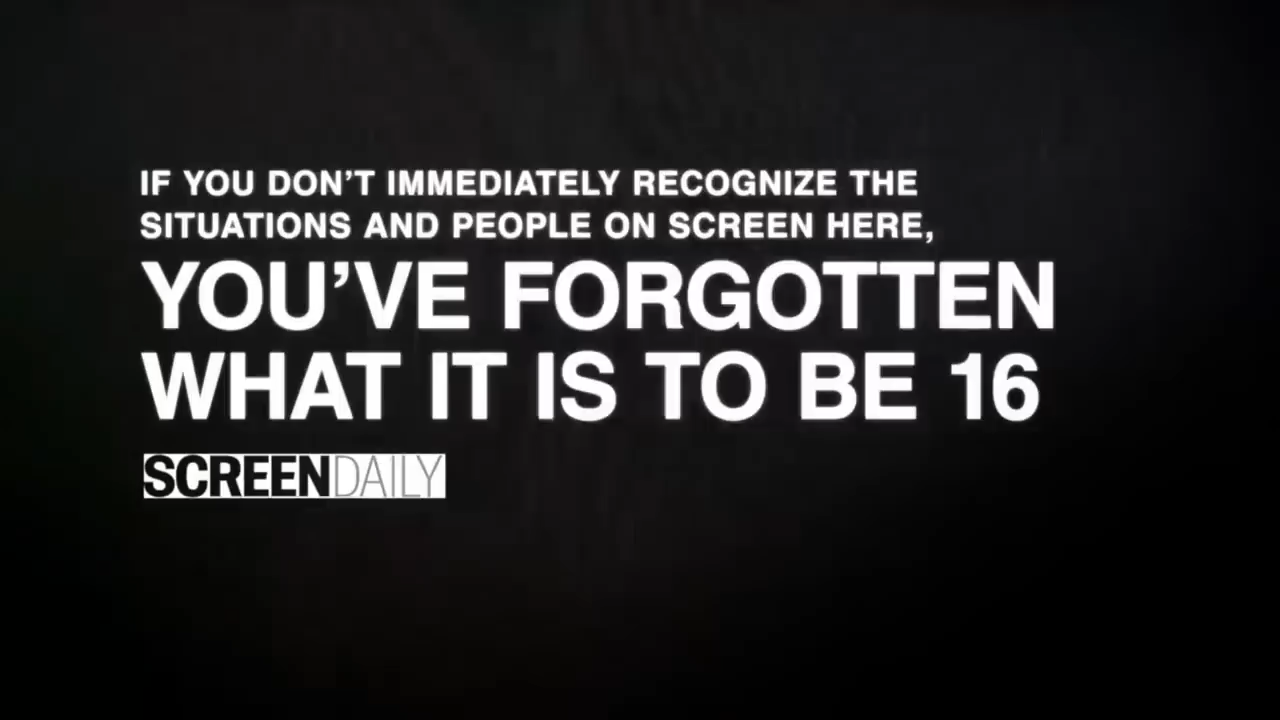 IF YOU DON'T IMMEDIATELY RECOGNIZE THE
SITUATIONS AND PEOPLE ON SCREEN HERE,
YOU'VE FORGOTTEN
WHAT IT IS TO BE 16
SCREENDAILY